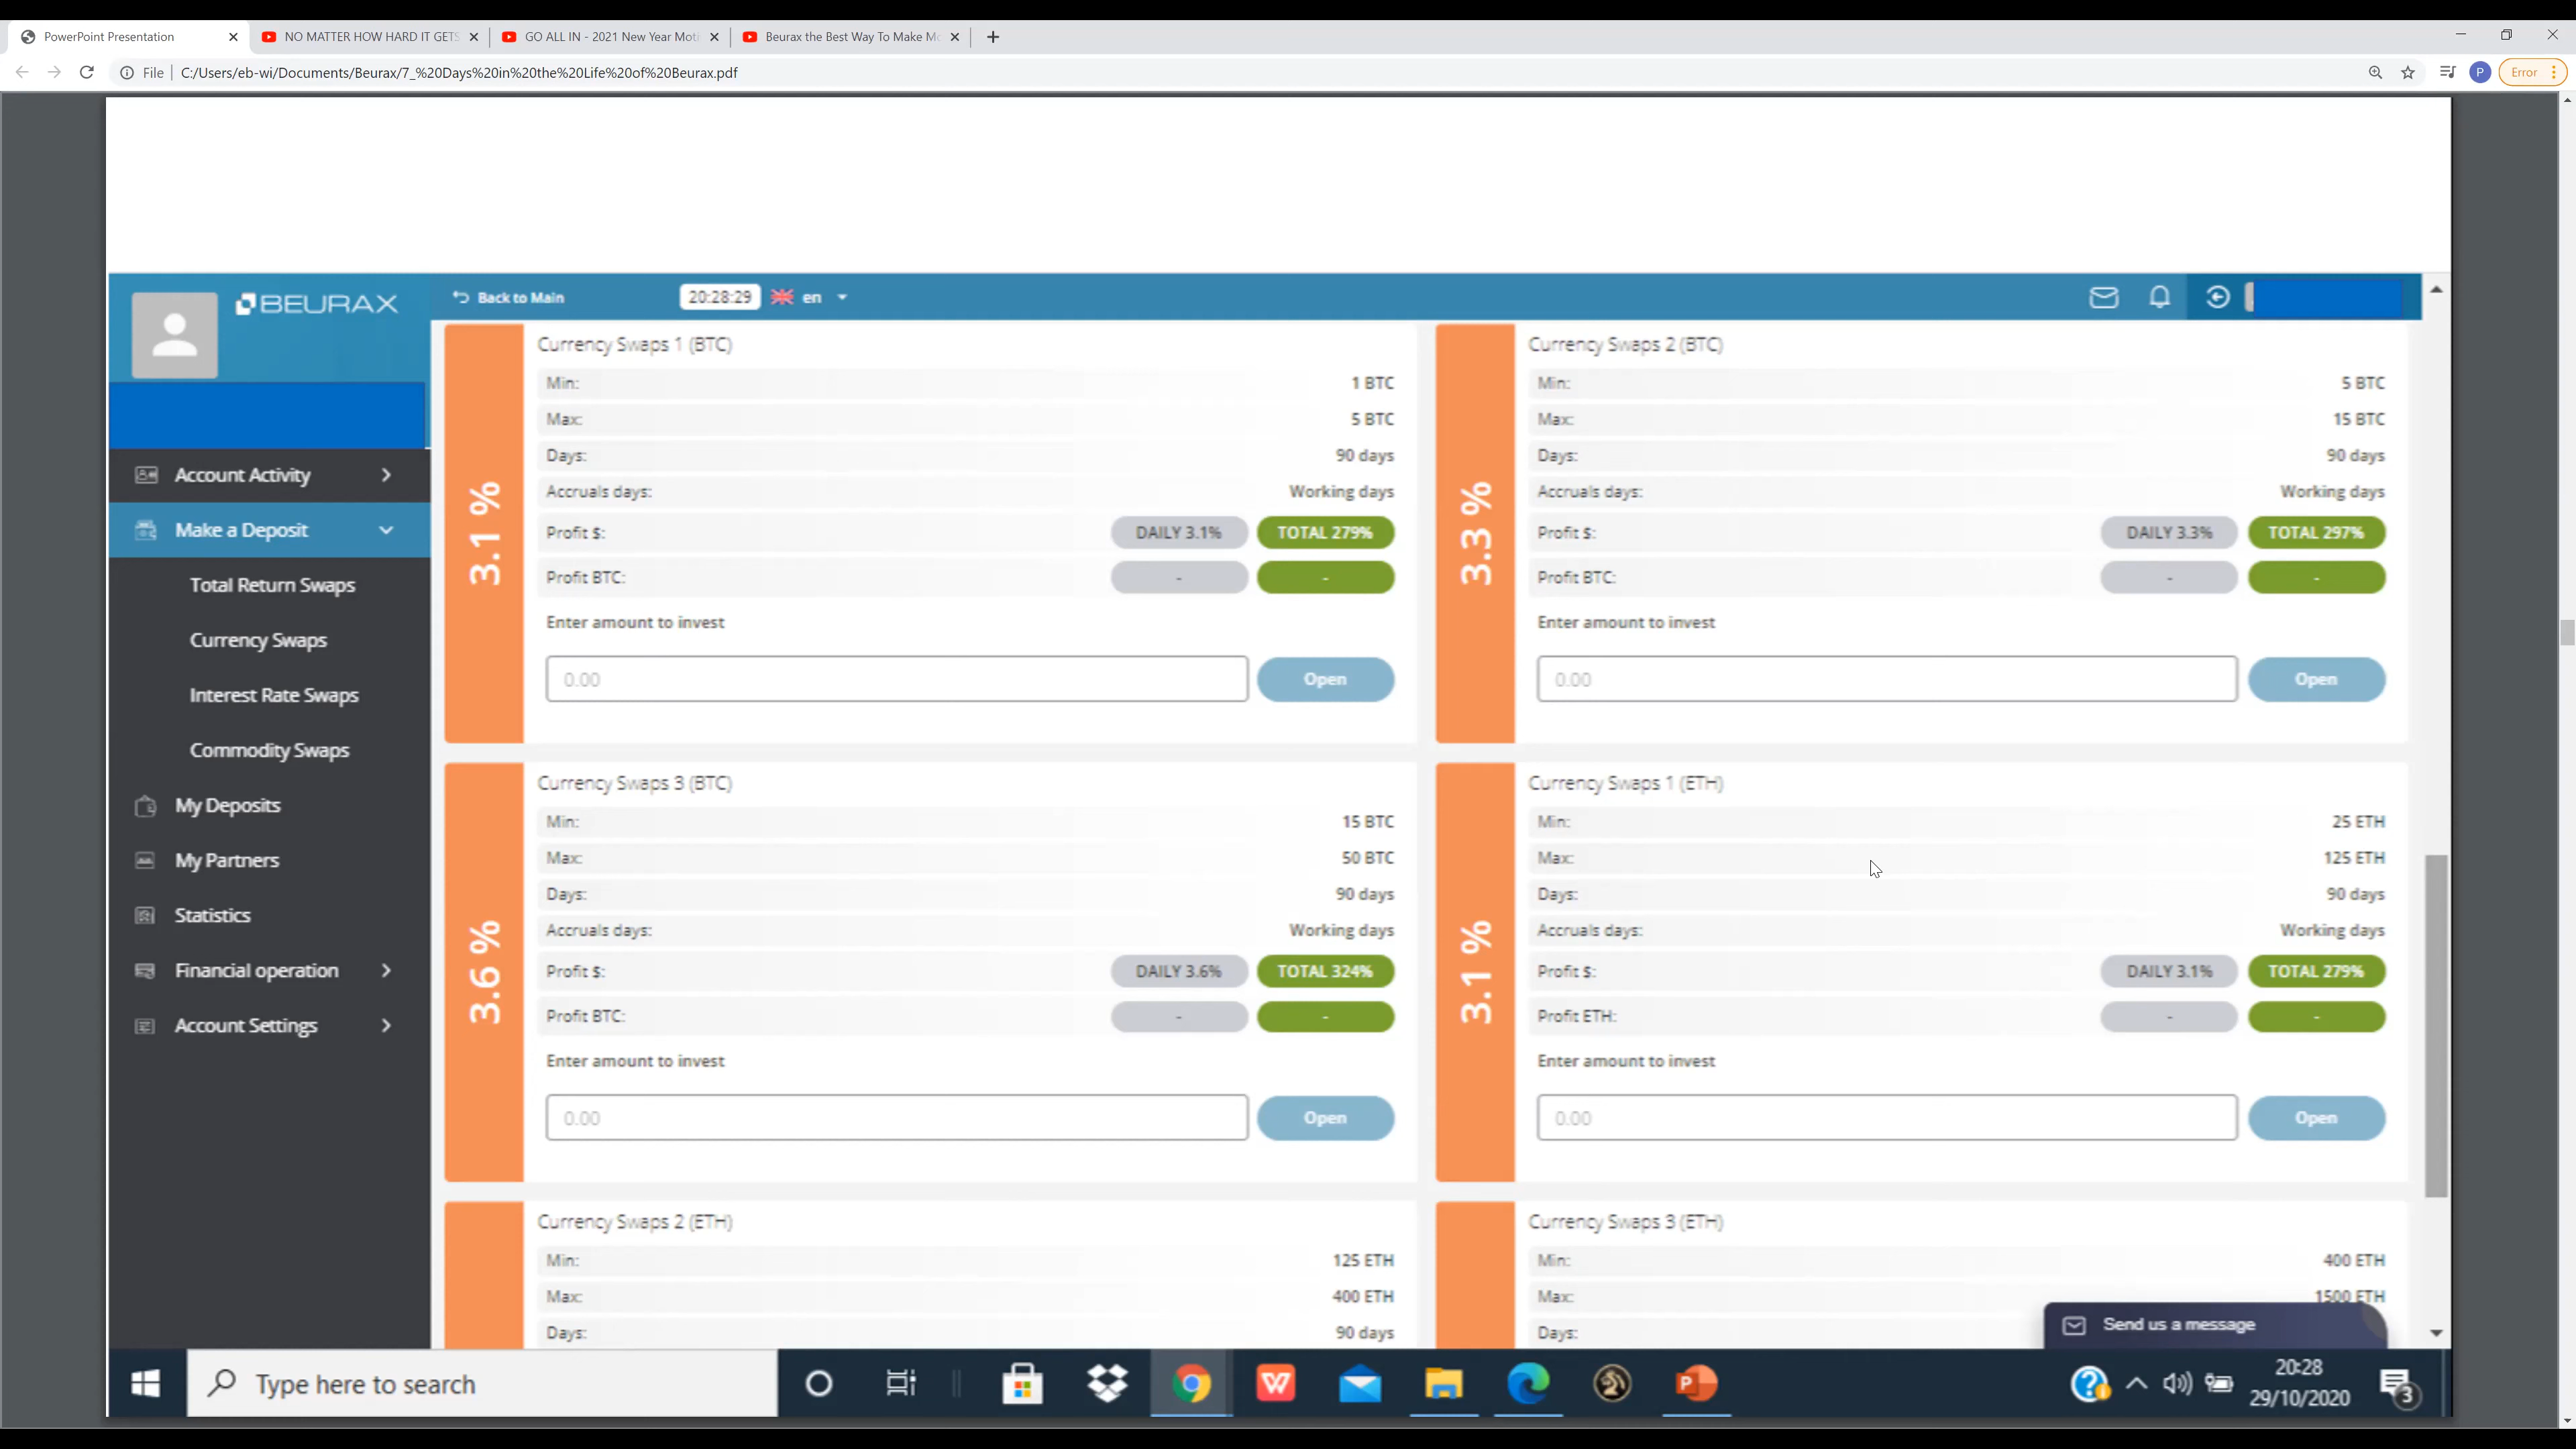 PowerPoint Presentation
NO MATTER HOW HARD IT GETS
GO ALL IN - 2021 New Year Moti
Beurax the Best Way To Make Mo
File
C:/Users/eb-wi/Documents/Beurax/7_%20Days%20in%20the%20Life%20of%20Beurax.pdf
P
Error
BEURAX
Back to Main
20:28:29
en
Account Activity
Make a Deposit
Total Return Swaps
Currency Swaps
Interest Rate Swaps
Commodity Swaps
My Deposits
My Partners
Statistics
Financial operation
Account Settings
3.1 %
Currency Swaps 1 (BTC)
Min: 1 BTC
Max: 5 BTC
Days: 90 days
Accruals days: Working days
Profit $: DAILY 3.1% TOTAL 279%
Profit BTC: - -
Enter amount to invest
0.00 Open
3.3 %
Currency Swaps 2 (BTC)
Min: 5 BTC
Max: 15 BTC
Days: 90 days
Accruals days: Working days
Profit $: DAILY 3.3% TOTAL 297%
Profit BTC: - -
Enter amount to invest
0.00 Open
3.6 %
Currency Swaps 3 (BTC)
Min: 15 BTC
Max: 50 BTC
Days: 90 days
Accruals days: Working days
Profit $: DAILY 3.6% TOTAL 324%
Profit BTC: - -
Enter amount to invest
0.00 Open
3.1 %
Currency Swaps 1 (ETH)
Min: 25 ETH
Max: 125 ETH
Days: 90 days
Accruals days: Working days
Profit $: DAILY 3.1% TOTAL 279%
Profit ETH: - -
Enter amount to invest
0.00 Open
Currency Swaps 2 (ETH)
Min: 125 ETH
Max: 400 ETH
Days: 90 days
Currency Swaps 3 (ETH)
Min: 400 ETH
Max: 1500 ETH
Days:
Send us a message
Type here to search
W
P
20:28
29/10/2020
3